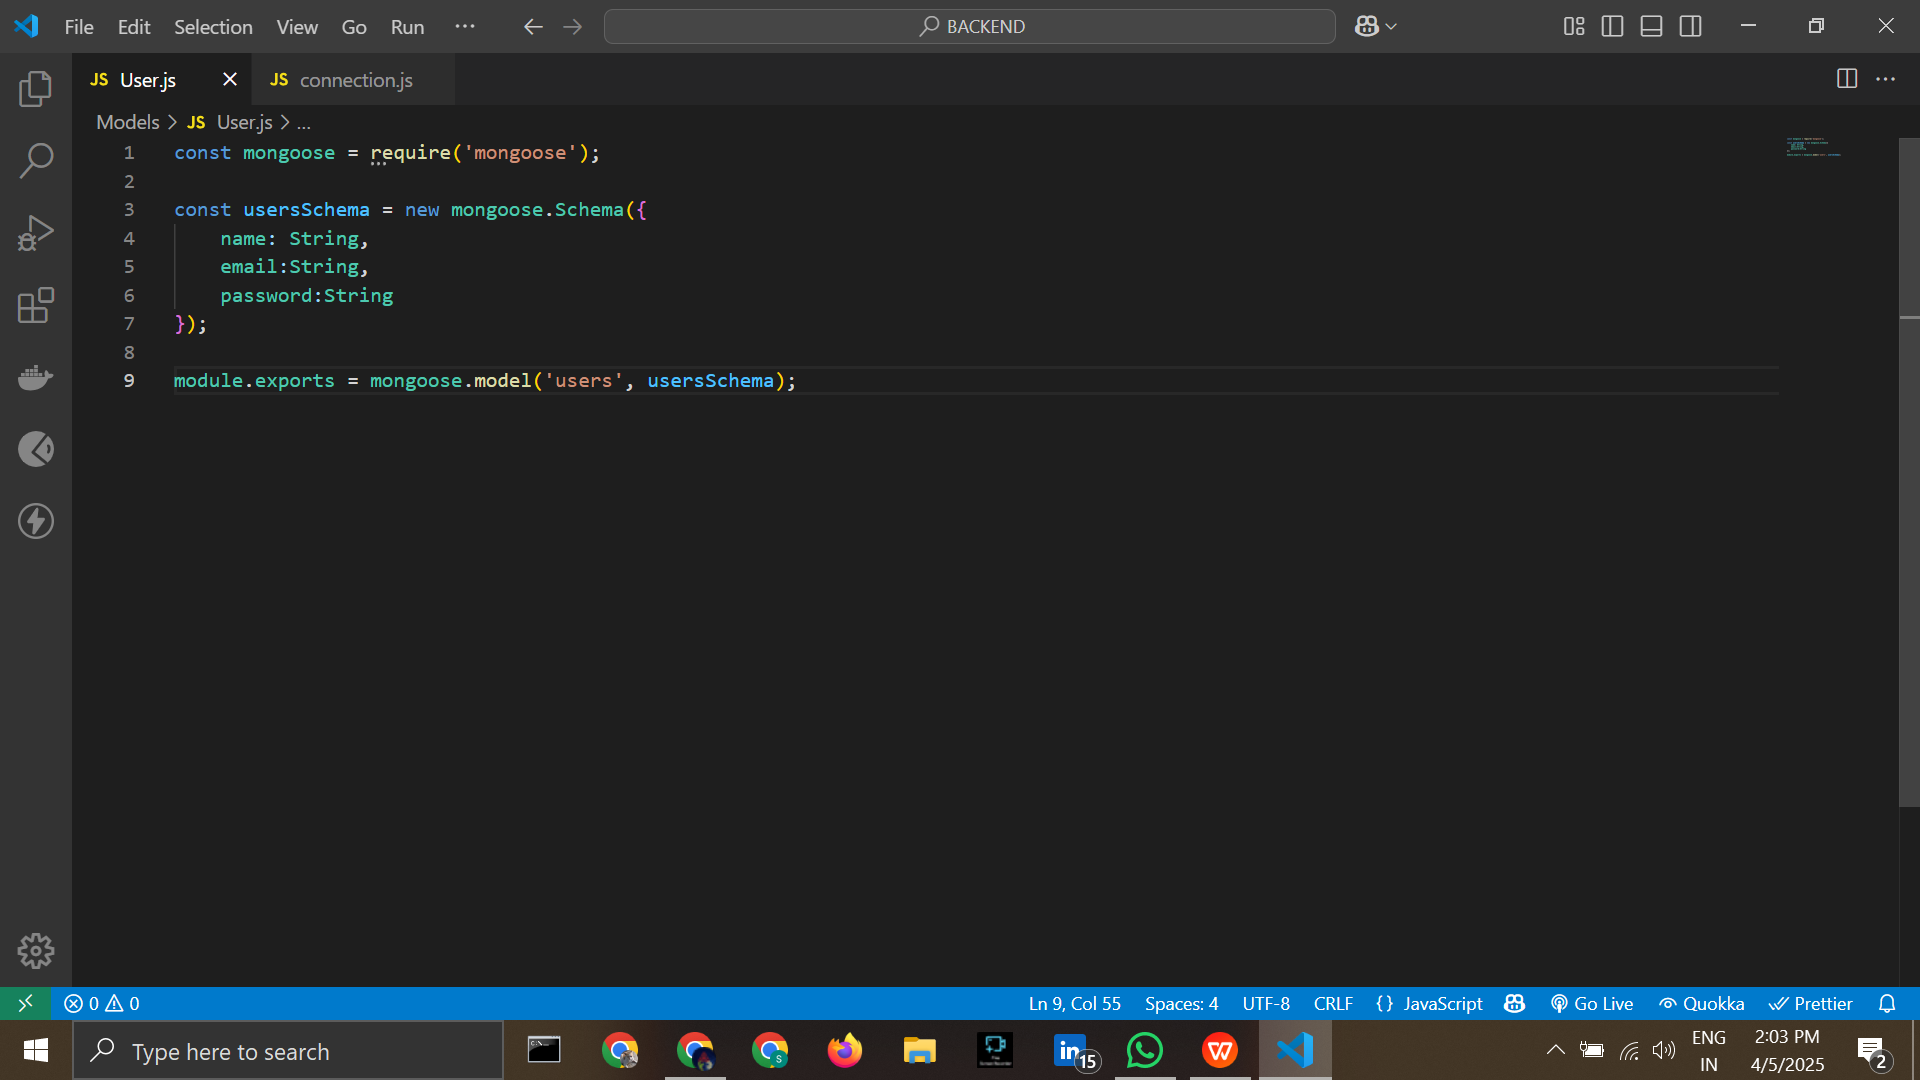 File Edit Selection View Go Run ··· BACKEND
JS User.js JS connection.js
Models > JS User.js > ...
1 const mongoose = require('mongoose');
2
3 const usersSchema = new mongoose.Schema({
4 name: String,
5 email:String,
6 password:String
7 });
8
9 module.exports = mongoose.model('users', usersSchema);
0 0 Ln 9, Col 55 Spaces: 4 UTF-8 CRLF {} JavaScript Go Live Quokka Prettier
Type here to search
S
in 15
W
ENG
IN
2:03 PM
4/5/2025
2